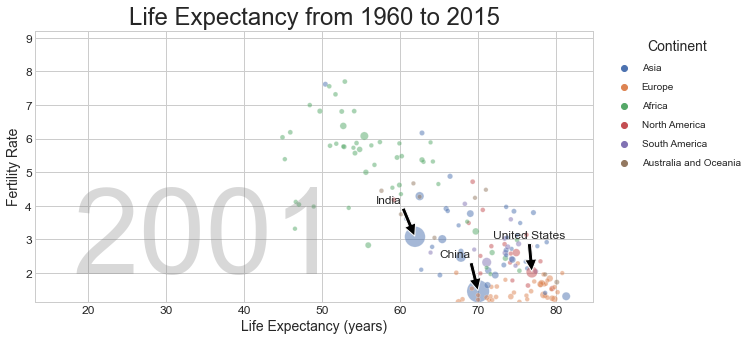 Life Expectancy from 1960 to 2015
Fertility Rate
9
8
7
6
5
4
3
2
2001
India
China
United States
20
30
40
50
60
70
80
Life Expectancy (years)
Continent
Asia
Europe
Africa
North America
South America
Australia and Oceania